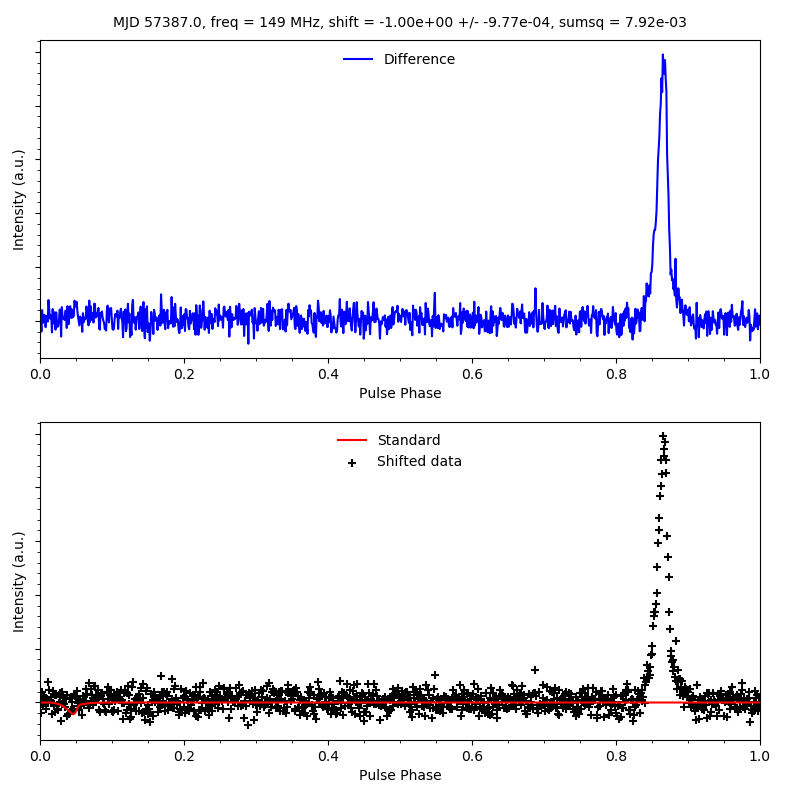 MJD 57387.0, freq = 149 MHz, shift = -1.00e+00 +/- -9.77e-04, sumsq = 7.92e-03
Difference
Intensity (a.u.)
0.0 0.2 0.4 0.6 0.8 1.0
Pulse Phase
Standard
Shifted data
Intensity (a.u.)
0.0 0.2 0.4 0.6 0.8 1.0
Pulse Phase